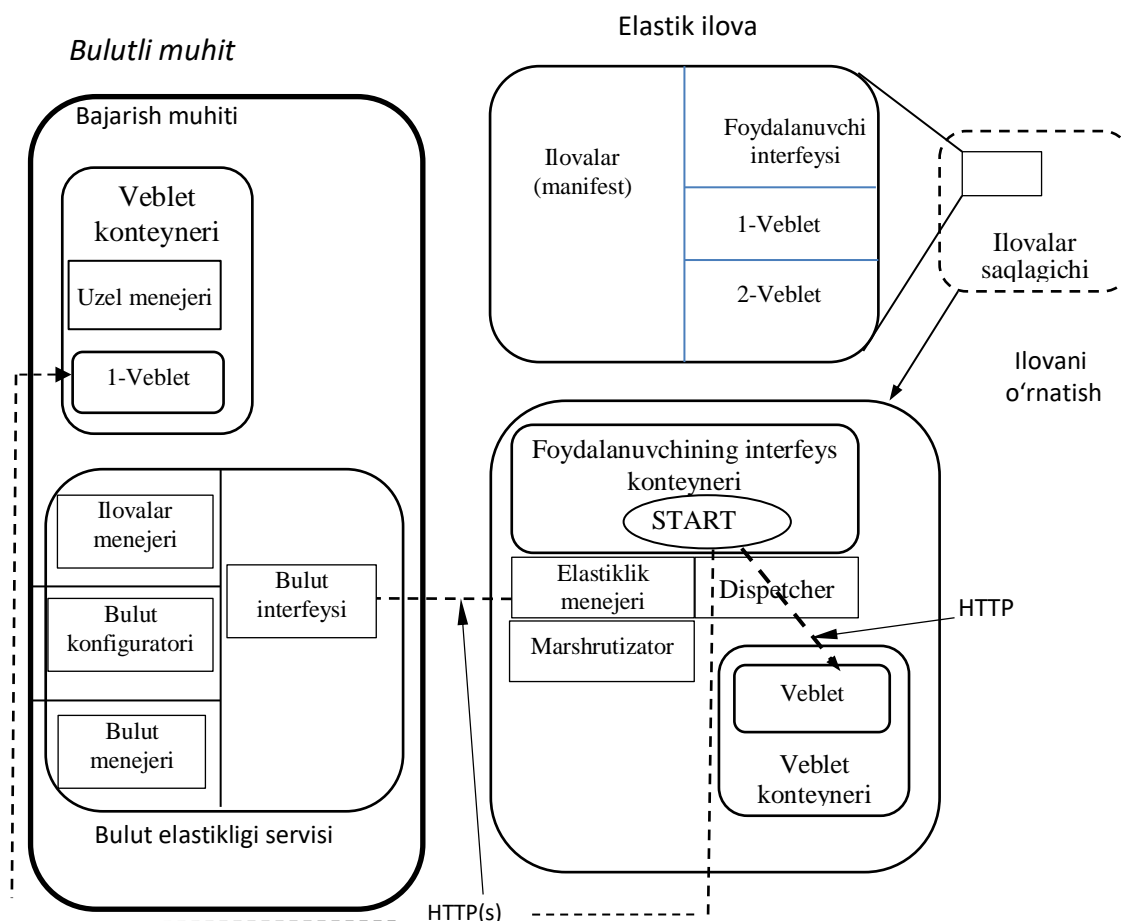 Elastik ilova
Bulutli muhit
Bajarish muhiti
Veblet
konteyneri
Uzel menejeri
1-Veblet
Ilovalar
menejeri
Bulut
konfiguratori
Bulut
menejeri
Bulut
interfeysi
Bulut elastikligi servisi
Ilovalar
(manifest)
Foydalanuvchi
interfeysi
1-Veblet
2-Veblet
Ilovalar
saqlagichi
Ilovani
o‘rnatish
Foydalanuvchining interfeys
konteyneri
START
Elastiklik
menejeri
Dispetcher
Marshrutizator
HTTP
Veblet
Veblet
konteyneri
HTTP(s)